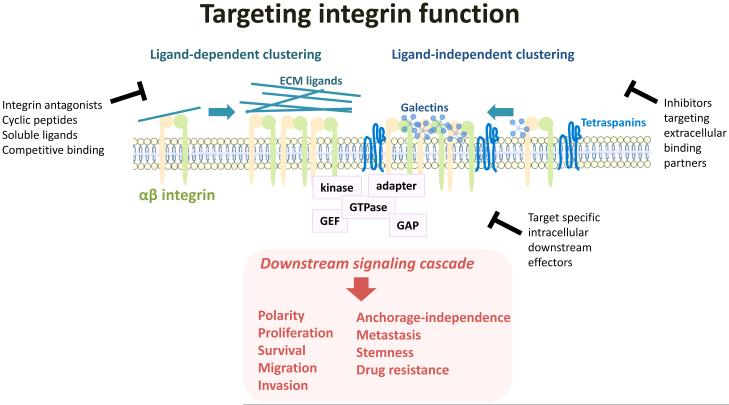 Targeting integrin function
Ligand-dependent clustering
Ligand-independent clustering
ECM ligands
Galectins
Tetraspanins
Integrin antagonists
Cyclic peptides
Soluble ligands
Competitive binding
Inhibitors
targeting
extracellular
binding
partners
αβ integrin
kinase
adapter
GTPase
GEF
GAP
Target specific
intracellular
downstream
effectors
Downstream signaling cascade
Polarity
Proliferation
Survival
Migration
Invasion
Anchorage-independence
Metastasis
Stemness
Drug resistance